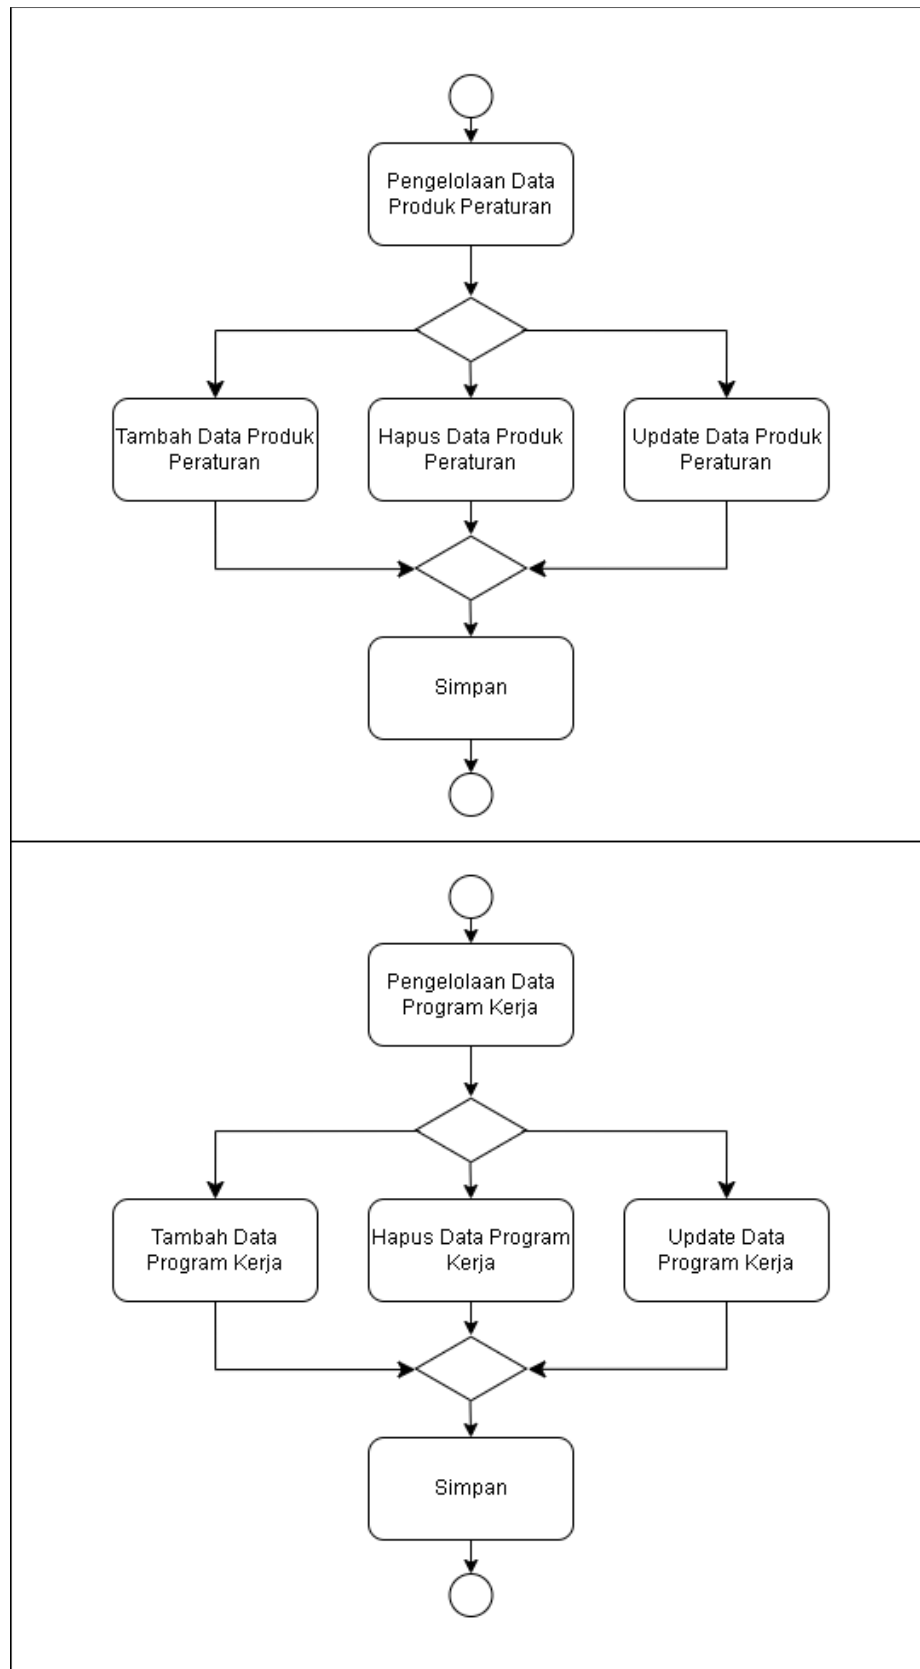 Pengelolaan Data
Produk Peraturan
Tambah Data Produk
Peraturan
Hapus Data Produk
Peraturan
Update Data Produk
Peraturan
Simpan
Pengelolaan Data
Program Kerja
Tambah Data
Program Kerja
Hapus Data Program
Kerja
Update Data
Program Kerja
Simpan